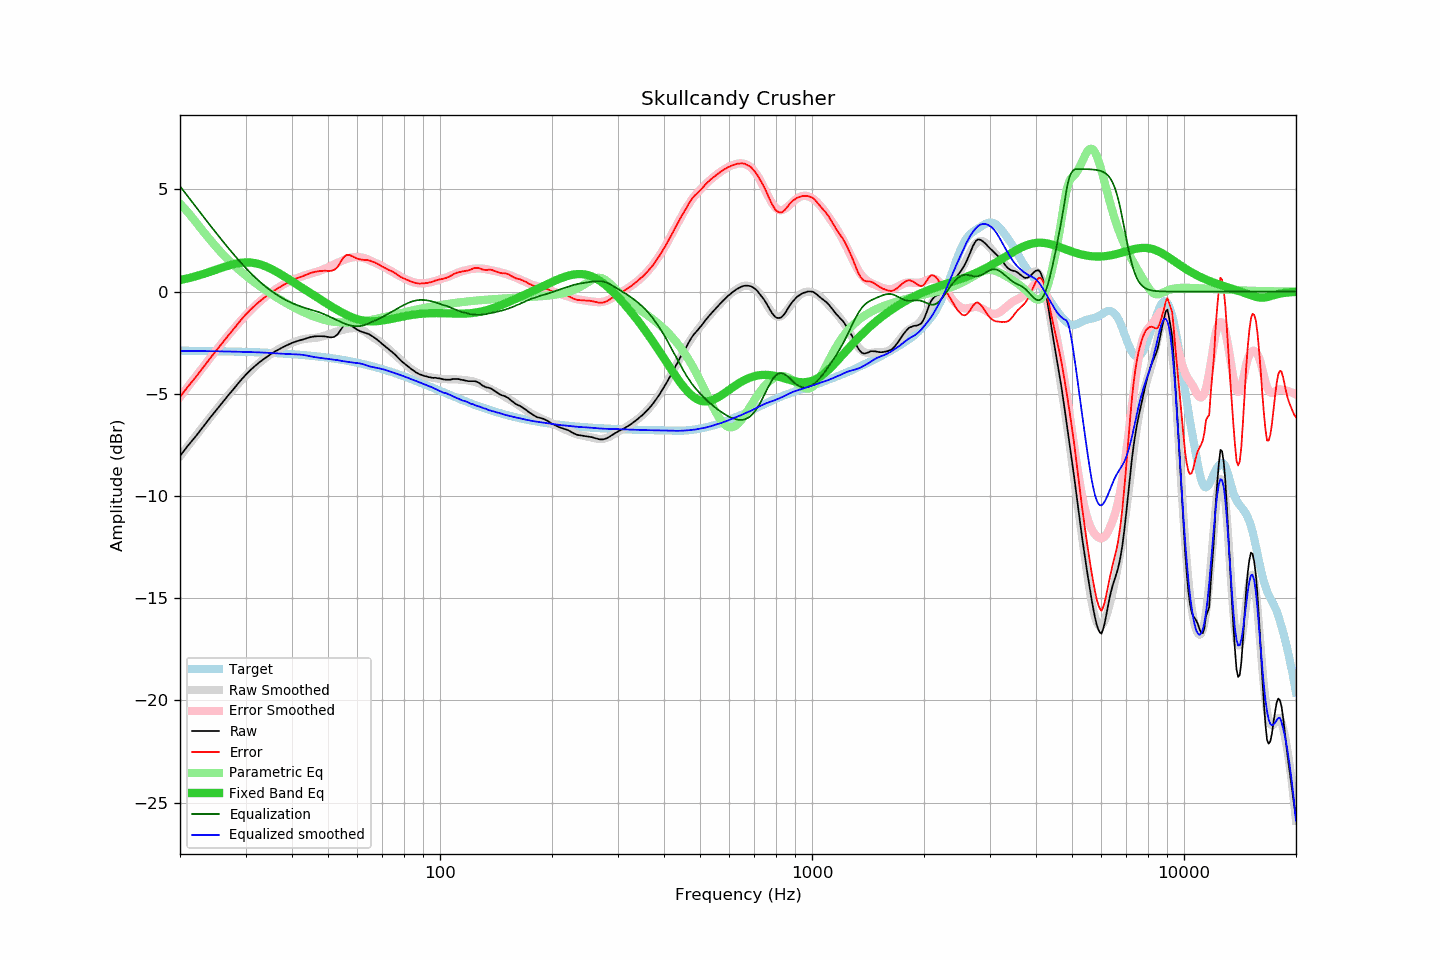 Skullcandy Crusher
Amplitude (dBr)
5
0
−5
−10
−15
−20
−25
Target
Raw Smoothed
Error Smoothed
Raw
Error
Parametric Eq
Fixed Band Eq
Equalization
Equalized smoothed
100
1000
10000
Frequency (Hz)